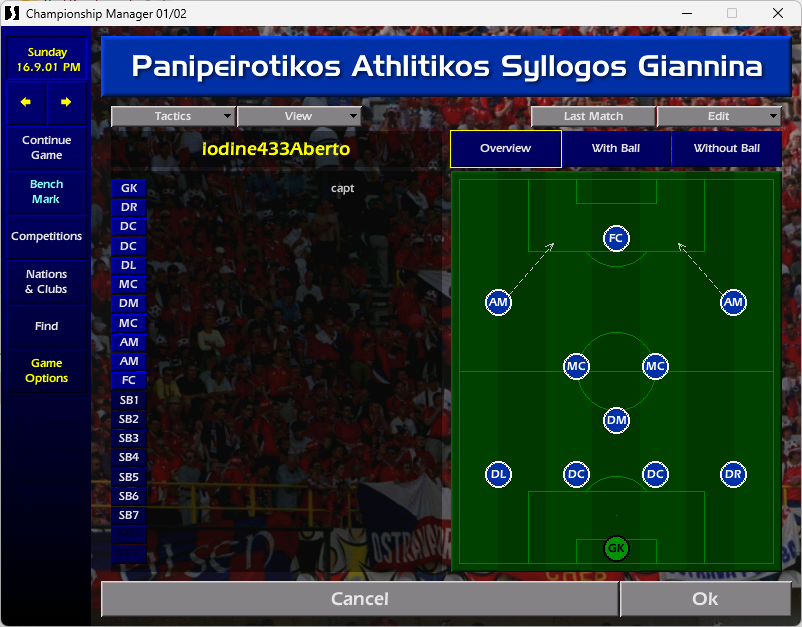 Championship Manager 01/02
Sunday
16.9.01 PM
Continue
Game
Bench
Mark
Competitions
Nations
& Clubs
Find
Game
Options
Panipeirotikos Athlitikos Syllogos Giannina
Tactics
View
Last Match
Edit
iodine433Aberto
Overview
With Ball
Without Ball
GK
capt
DR
DC
DC
DL
MC
DM
MC
AM
AM
FC
SB1
SB2
SB3
SB4
SB5
SB6
SB7
FC
AM
AM
MC
MC
DM
DL
DC
DC
DR
GK
Cancel
Ok